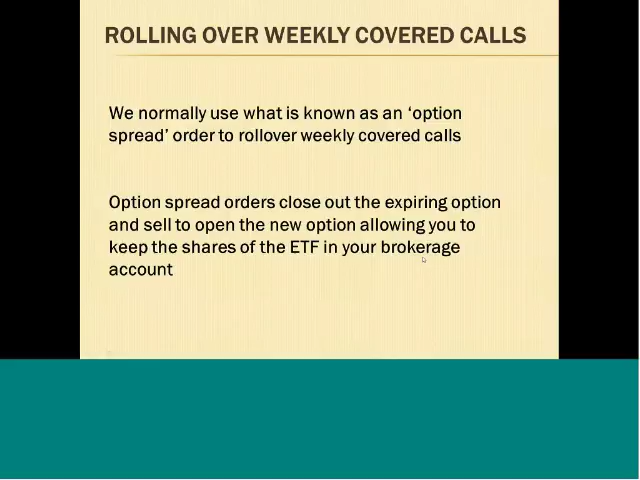 ROLLING OVER WEEKLY COVERED CALLS
We normally use what is known as an ‘option
spread’ order to rollover weekly covered calls
Option spread orders close out the expiring option
and sell to open the new option allowing you to
keep the shares of the ETF in your brokerage
account